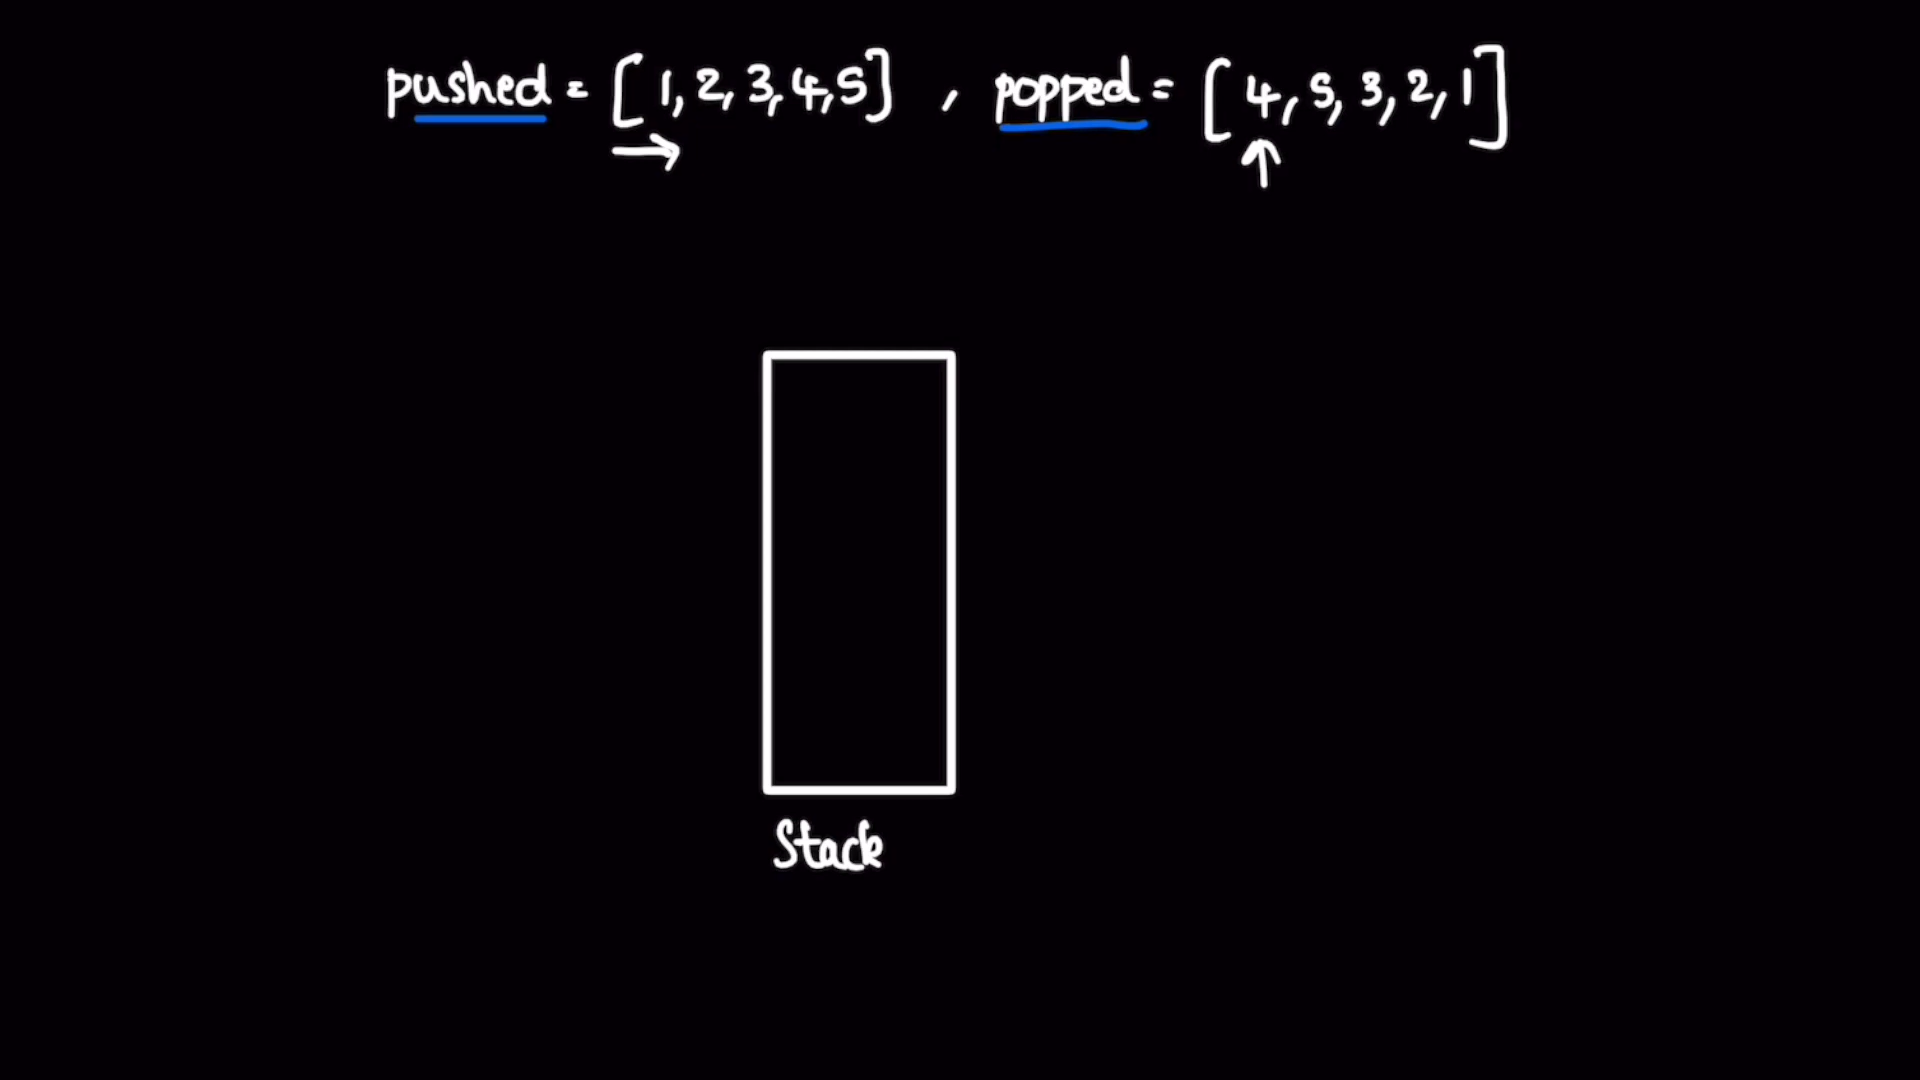 pushed = [1, 2, 3, 4, 5] , popped = [4, 5, 3, 2, 1]
Stack